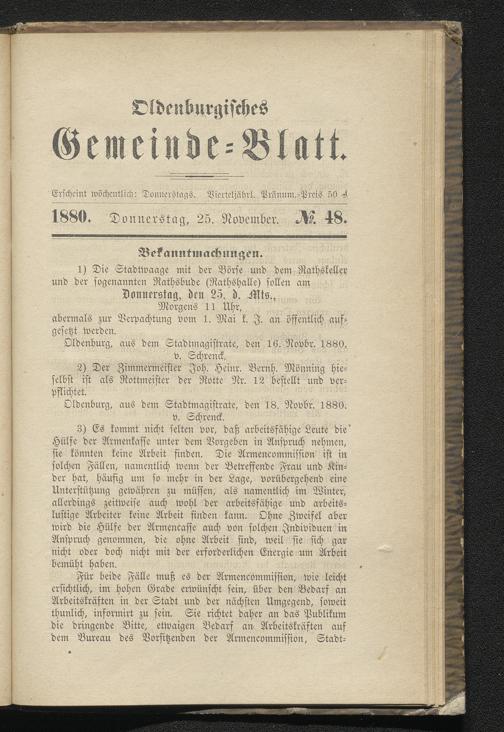 Oldenburgisches
Gemeinde-Blatt.
Erscheint wöchentlich: Donnerstags. Vierteljährl. Pränum.-Preis 50 ₰
1880. Donnerstag, 25. November. №. 48.
Bekanntmachungen.
1) Die Stadtwaage mit der Börse und dem Rathskeller
und der sogenannten Rathsbude (Rathshalle) sollen am
Donnerstag, den 25. d. Mts.,
Morgens 11 Uhr,
abermals zur Verpachtung vom 1. Mai k. J. an öffentlich auf-
gesetzt werden.
Oldenburg, aus dem Stadtmagistrate, den 16. Novbr. 1880.
v. Schrenck.
2) Der Zimmermeister Joh. Heinr. Bernh. Mönning hie-
selbst ist als Rottmeister der Rotte Nr. 12 bestellt und ver-
pflichtet.
Oldenburg, aus dem Stadtmagistrate, den 18. Novbr. 1880.
v. Schrenck.
3) Es kommt nicht selten vor, daß arbeitsfähige Leute die
Hülfe der Armenkasse unter dem Vorgeben in Anspruch nehmen,
sie könnten keine Arbeit finden. Die Armencommission ist in
solchen Fällen, namentlich wenn der Betreffende Frau und Kin-
der hat, häufig um so mehr in der Lage, vorübergehend eine
Unterstützung gewähren zu müssen, als namentlich im Winter,
allerdings zeitweise auch wohl der arbeitsfähige und arbeits-
lustige Arbeiter keine Arbeit finden kann. Ohne Zweifel aber
wird die Hülfe der Armencasse auch von solchen Individuen in
Anspruch genommen, die ohne Arbeit sind, weil sie sich gar
nicht oder doch nicht mit der erforderlichen Energie um Arbeit
bemüht haben.
Für beide Fälle muß es der Armencommission, wie leicht
ersichtlich, im hohen Grade erwünscht sein, über den Bedarf an
Arbeitskräften in der Stadt und der nächsten Umgegend, soweit
thunlich, informirt zu sein. Sie richtet daher an das Publikum
die dringende Bitte, etwaigen Bedarf an Arbeitskräften auf
dem Bureau des Vorsitzenden der Armencommission, Stadt-